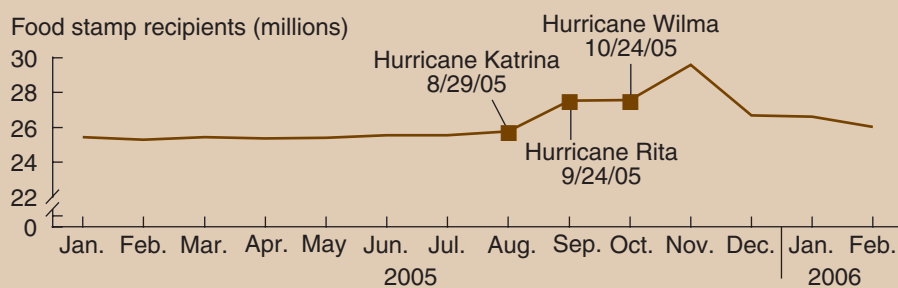 Food stamp recipients (millions)
Hurricane Wilma
10/24/05
Hurricane Katrina
8/29/05
Hurricane Rita
9/24/05
30
28
26
24
22
0
Jan. Feb. Mar. Apr. May Jun. Jul. Aug. Sep. Oct. Nov. Dec. Jan. Feb.
2005 2006